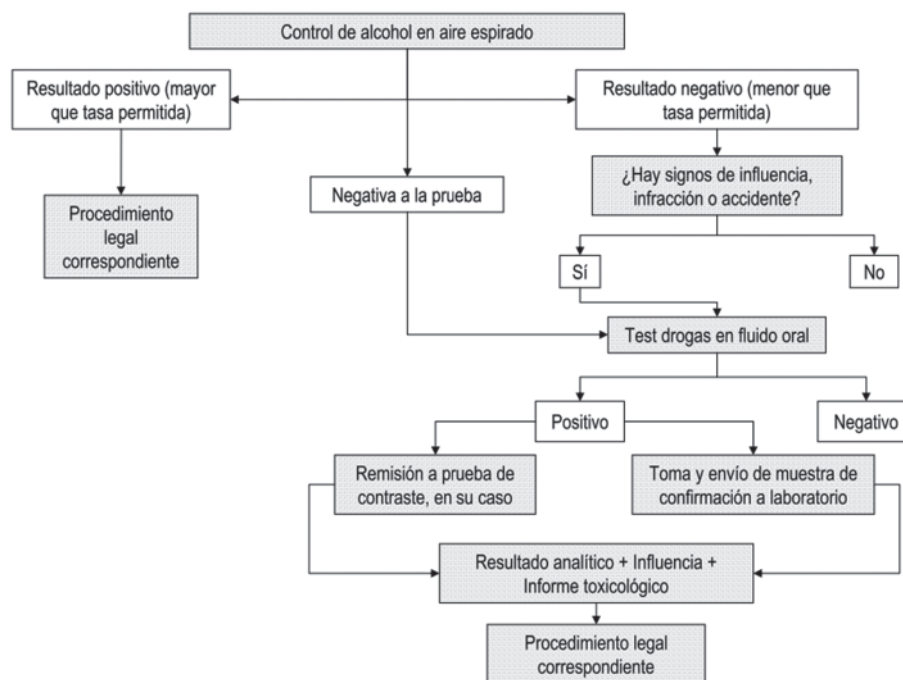 Control de alcohol en aire espirado
Resultado positivo (mayor
que tasa permitida)
Resultado negativo (menor que
tasa permitida)
Procedimiento
legal
correspondiente
Negativa a la prueba
¿Hay signos de influencia,
infracción o accidente?
Sí
No
Test drogas en fluido oral
Positivo
Negativo
Remisión a prueba de
contraste, en su caso
Toma y envío de muestra de
confirmación a laboratorio
Resultado analítico + Influencia +
Informe toxicológico
Procedimiento legal
correspondiente